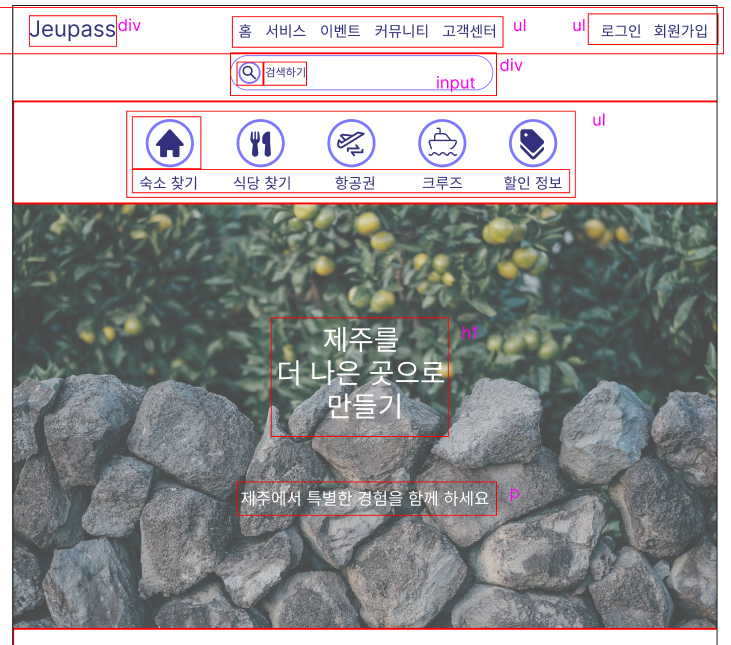 Jeupass div 홈 서비스 이벤트 커뮤니티 고객센터 ul ul 로그인 회원가입
검색하기 input div
ul
숙소 찾기 식당 찾기 항공권 크루즈 할인 정보
제주를 h1
더 나은 곳으로
만들기
제주에서 특별한 경험을 함께 하세요 p